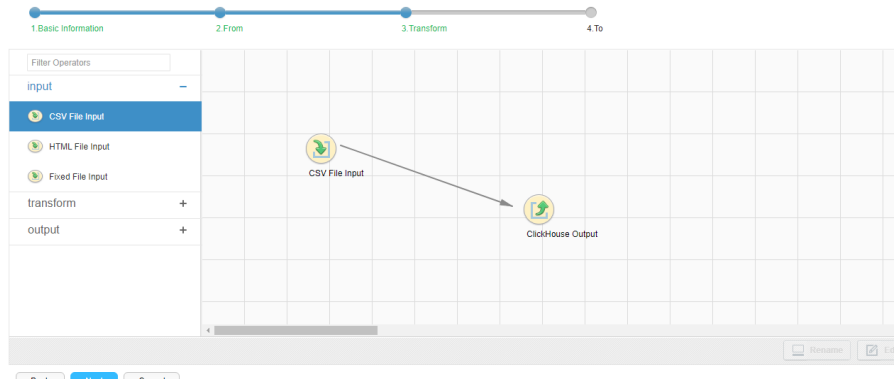 1.Basic Information 2.From 3.Transform 4.To
Filter Operators
input −
CSV File Input
HTML File Input
Fixed File Input
transform +
output +
CSV File Input
ClickHouse Output
Rename